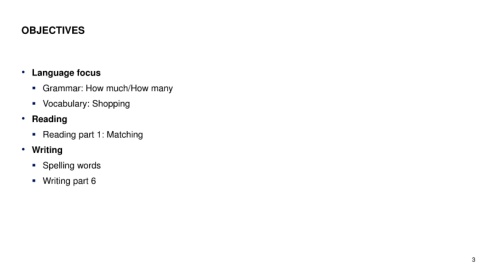 OBJECTIVES
• Language focus
▪ Grammar: How much/How many
▪ Vocabulary: Shopping
• Reading
▪ Reading part 1: Matching
• Writing
▪ Spelling words
▪ Writing part 6
3